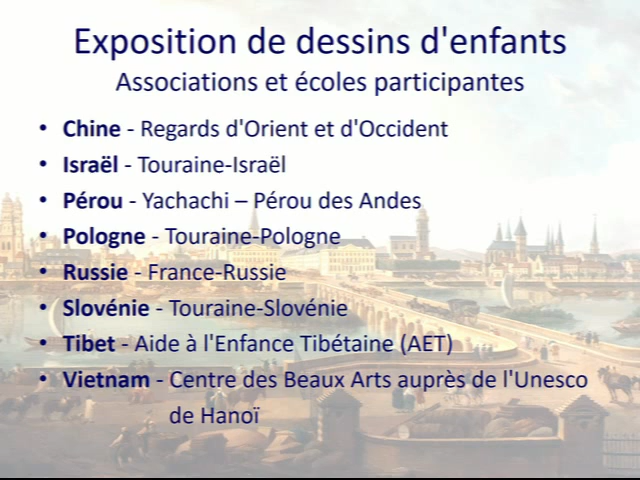 Exposition de dessins d'enfants
Associations et écoles participantes
• Chine - Regards d'Orient et d'Occident
• Israël - Touraine-Israël
• Pérou - Yachachi – Pérou des Andes
• Pologne - Touraine-Pologne
• Russie - France-Russie
• Slovénie - Touraine-Slovénie
• Tibet - Aide à l'Enfance Tibétaine (AET)
• Vietnam - Centre des Beaux Arts auprès de l'Unesco
de Hanoï